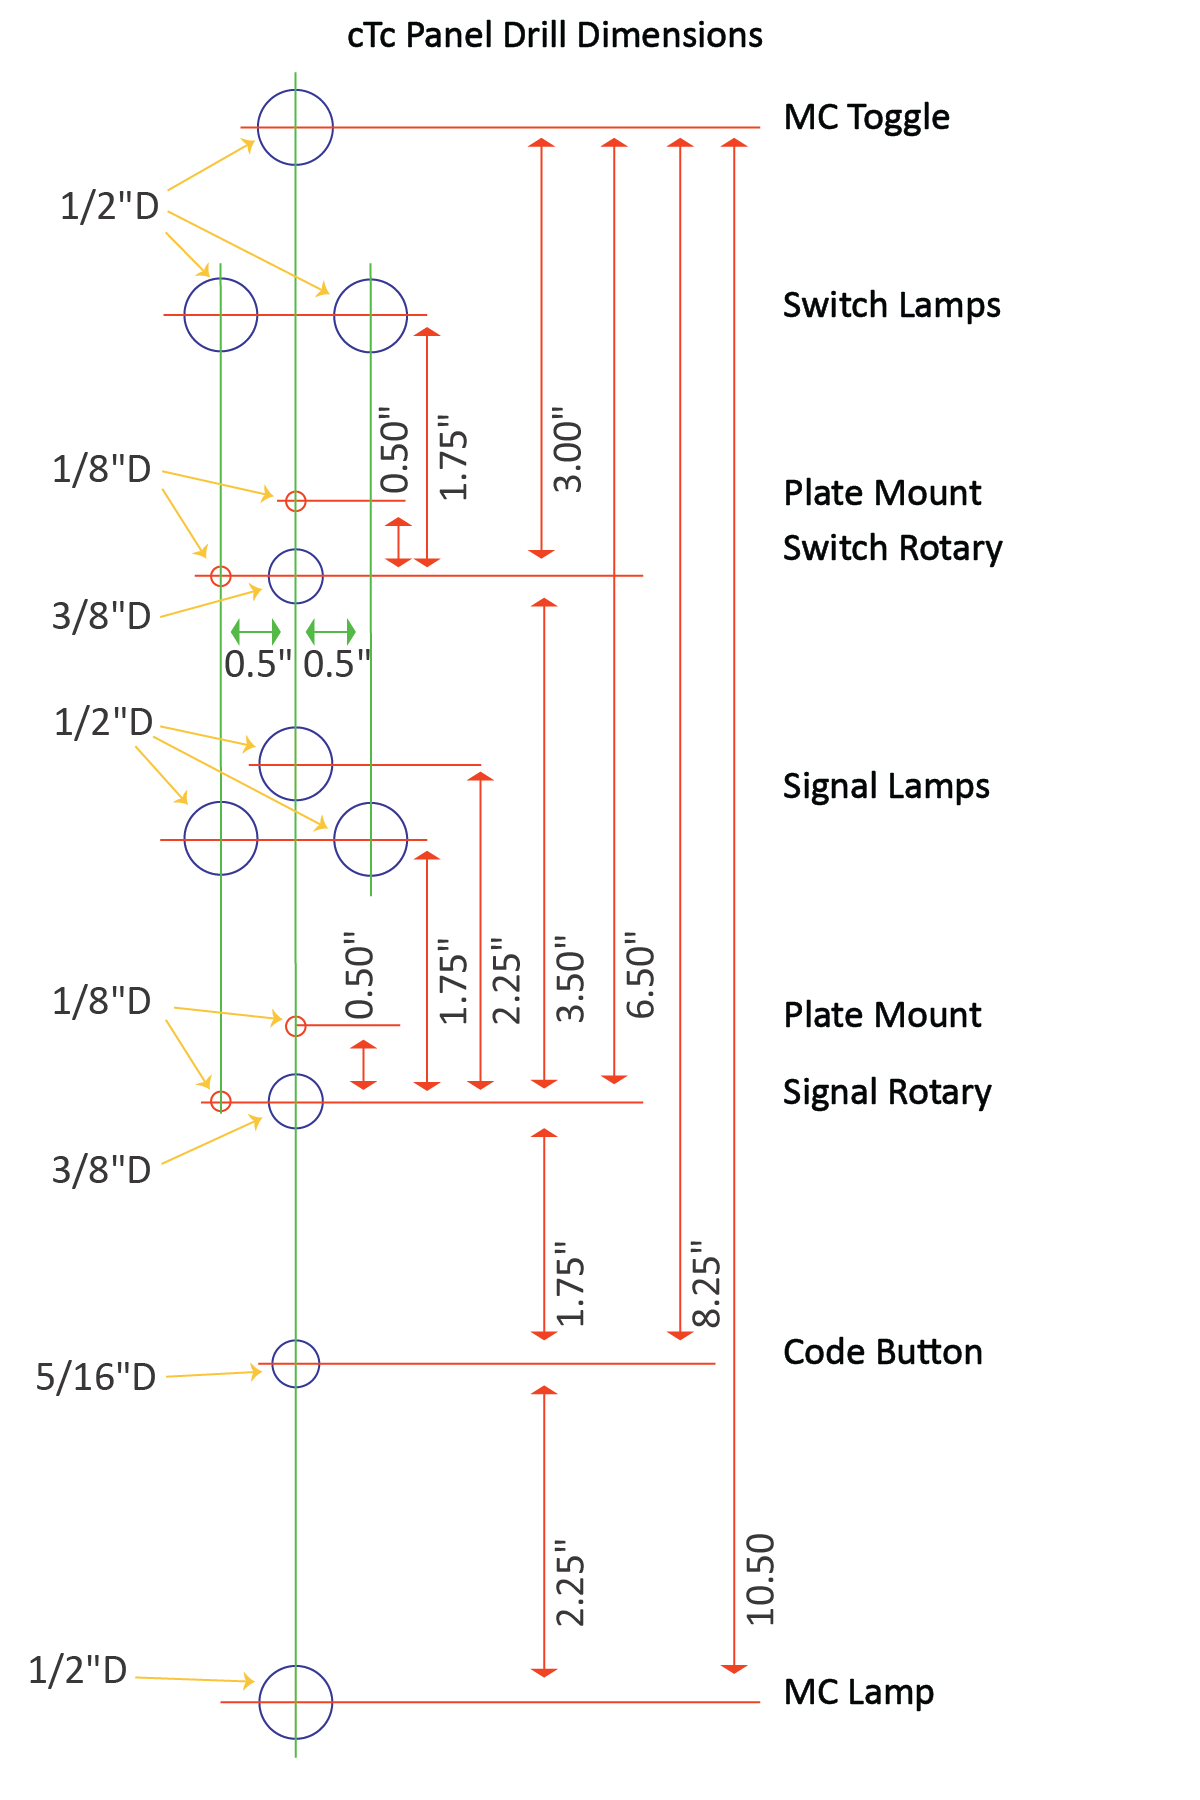 cTc Panel Drill Dimensions
MC Toggle
1/2"D
Switch Lamps
0.50"
1.75"
3.00"
1/8"D
Plate Mount
Switch Rotary
3/8"D
0.5"
0.5"
1/2"D
Signal Lamps
0.50"
1.75"
2.25"
3.50"
6.50"
1/8"D
Plate Mount
Signal Rotary
3/8"D
1.75"
8.25"
Code Button
5/16"D
2.25"
10.50
1/2"D
MC Lamp